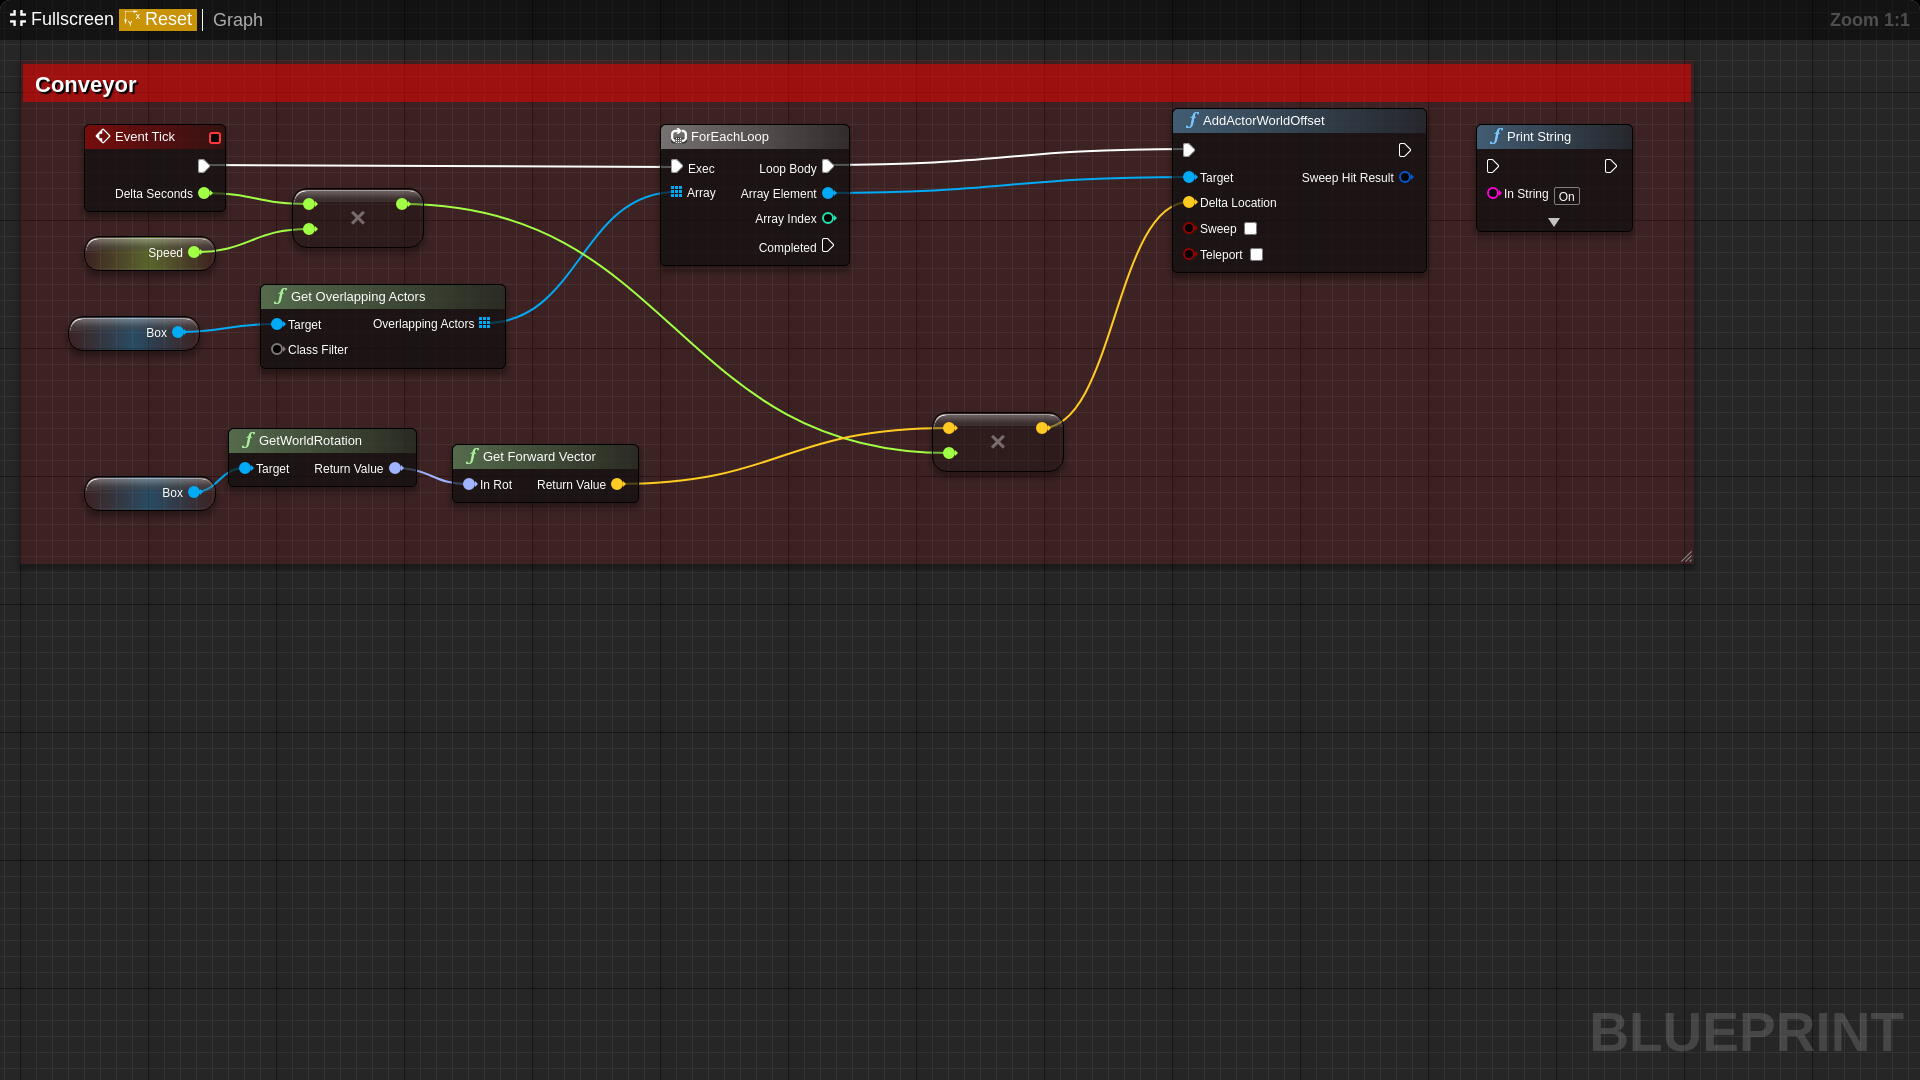 Fullscreen Reset Graph Zoom 1:1
Conveyor
Event Tick
Delta Seconds
Speed
Box
Get Overlapping Actors
Target Overlapping Actors
Class Filter
GetWorldRotation
Target Return Value
Box
Get Forward Vector
In Rot Return Value
ForEachLoop
Exec Loop Body
Array Array Element
Array Index
Completed
AddActorWorldOffset
Target Sweep Hit Result
Delta Location
Sweep
Teleport
Print String
In String On
BLUEPRINT